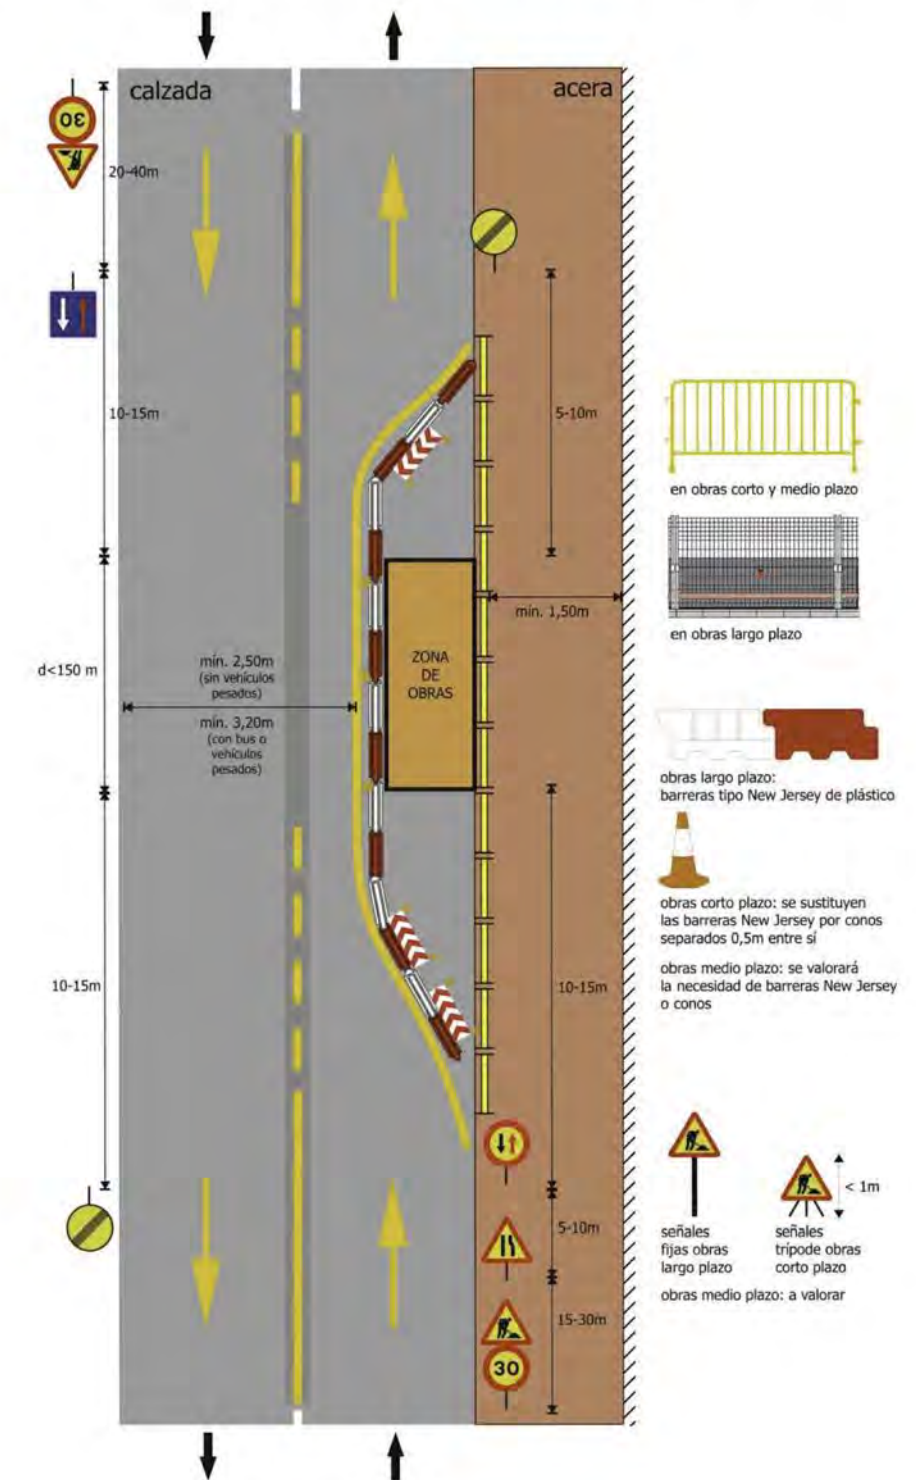 calzada
acera
30
20-40m
10-15m
5-10m
mín. 1,50m
d<150 m
mín. 2,50m
(sin vehículos
pesados)
mín. 3,20m
(con bus o
vehículos
pesados)
ZONA
DE
OBRAS
10-15m
10-15m
5-10m
15-30m
30
en obras corto y medio plazo
en obras largo plazo
obras largo plazo:
barreras tipo New Jersey de plástico
obras corto plazo: se sustituyen
las barreras New Jersey por conos
separados 0,5m entre sí
obras medio plazo: se valorará
la necesidad de barreras New Jersey
o conos
< 1m
señales
fijas obras
largo plazo
señales
trípode obras
corto plazo
obras medio plazo: a valorar